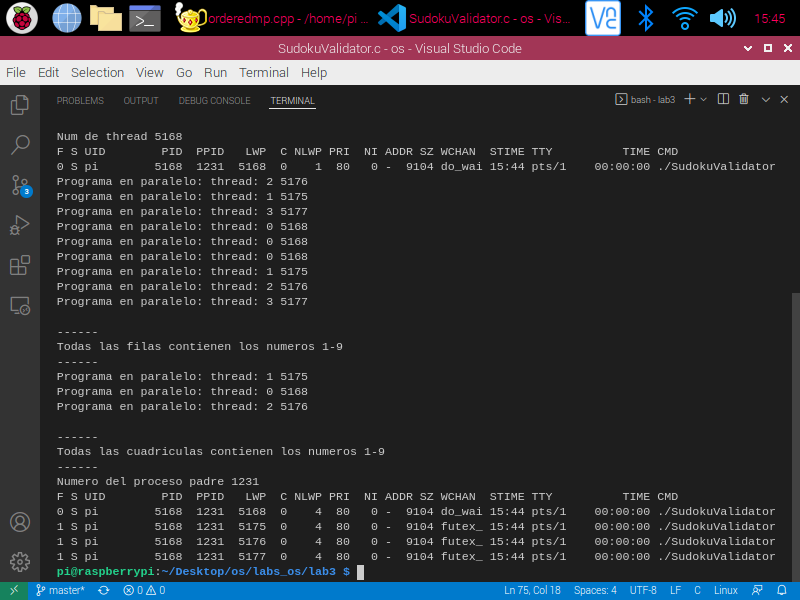 orderedmp.cpp - /home/pi ...
SudokuValidator.c - os - Vis...
15:45
SudokuValidator.c - os - Visual Studio Code
File Edit Selection View Go Run Terminal Help
PROBLEMS OUTPUT DEBUG CONSOLE TERMINAL
bash - lab3
Num de thread 5168
F S UID PID PPID LWP C NLWP PRI NI ADDR SZ WCHAN STIME TTY TIME CMD
0 S pi 5168 1231 5168 0 1 80 0 - 9104 do_wai 15:44 pts/1 00:00:00 ./SudokuValidator
Programa en paralelo: thread: 2 5176
Programa en paralelo: thread: 1 5175
Programa en paralelo: thread: 3 5177
Programa en paralelo: thread: 0 5168
Programa en paralelo: thread: 0 5168
Programa en paralelo: thread: 0 5168
Programa en paralelo: thread: 1 5175
Programa en paralelo: thread: 2 5176
Programa en paralelo: thread: 3 5177
------
Todas las filas contienen los numeros 1-9
------
Programa en paralelo: thread: 1 5175
Programa en paralelo: thread: 0 5168
Programa en paralelo: thread: 2 5176
------
Todas las cuadriculas contienen los numeros 1-9
------
Numero del proceso padre 1231
F S UID PID PPID LWP C NLWP PRI NI ADDR SZ WCHAN STIME TTY TIME CMD
0 S pi 5168 1231 5168 0 4 80 0 - 9104 do_wai 15:44 pts/1 00:00:00 ./SudokuValidator
1 S pi 5168 1231 5175 0 4 80 0 - 9104 futex_ 15:44 pts/1 00:00:00 ./SudokuValidator
1 S pi 5168 1231 5176 0 4 80 0 - 9104 futex_ 15:44 pts/1 00:00:00 ./SudokuValidator
1 S pi 5168 1231 5177 0 4 80 0 - 9104 futex_ 15:44 pts/1 00:00:00 ./SudokuValidator
pi@raspberrypi:~/Desktop/os/labs_os/lab3 $
3
master* 0 0 Ln 75, Col 18 Spaces: 4 UTF-8 LF C Linux